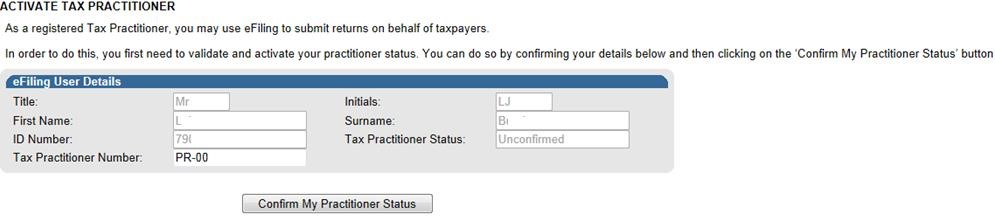 ACTIVATE TAX PRACTITIONER
As a registered Tax Practitioner, you may use eFiling to submit returns on behalf of taxpayers.
In order to do this, you first need to validate and activate your practitioner status. You can do so by confirming your details below and then clicking on the 'Confirm My Practitioner Status' button
eFiling User Details
Title: Mr Initials: LJ
First Name: L Surname:
ID Number: 79 Tax Practitioner Status: Unconfirmed
Tax Practitioner Number: PR-00
Confirm My Practitioner Status